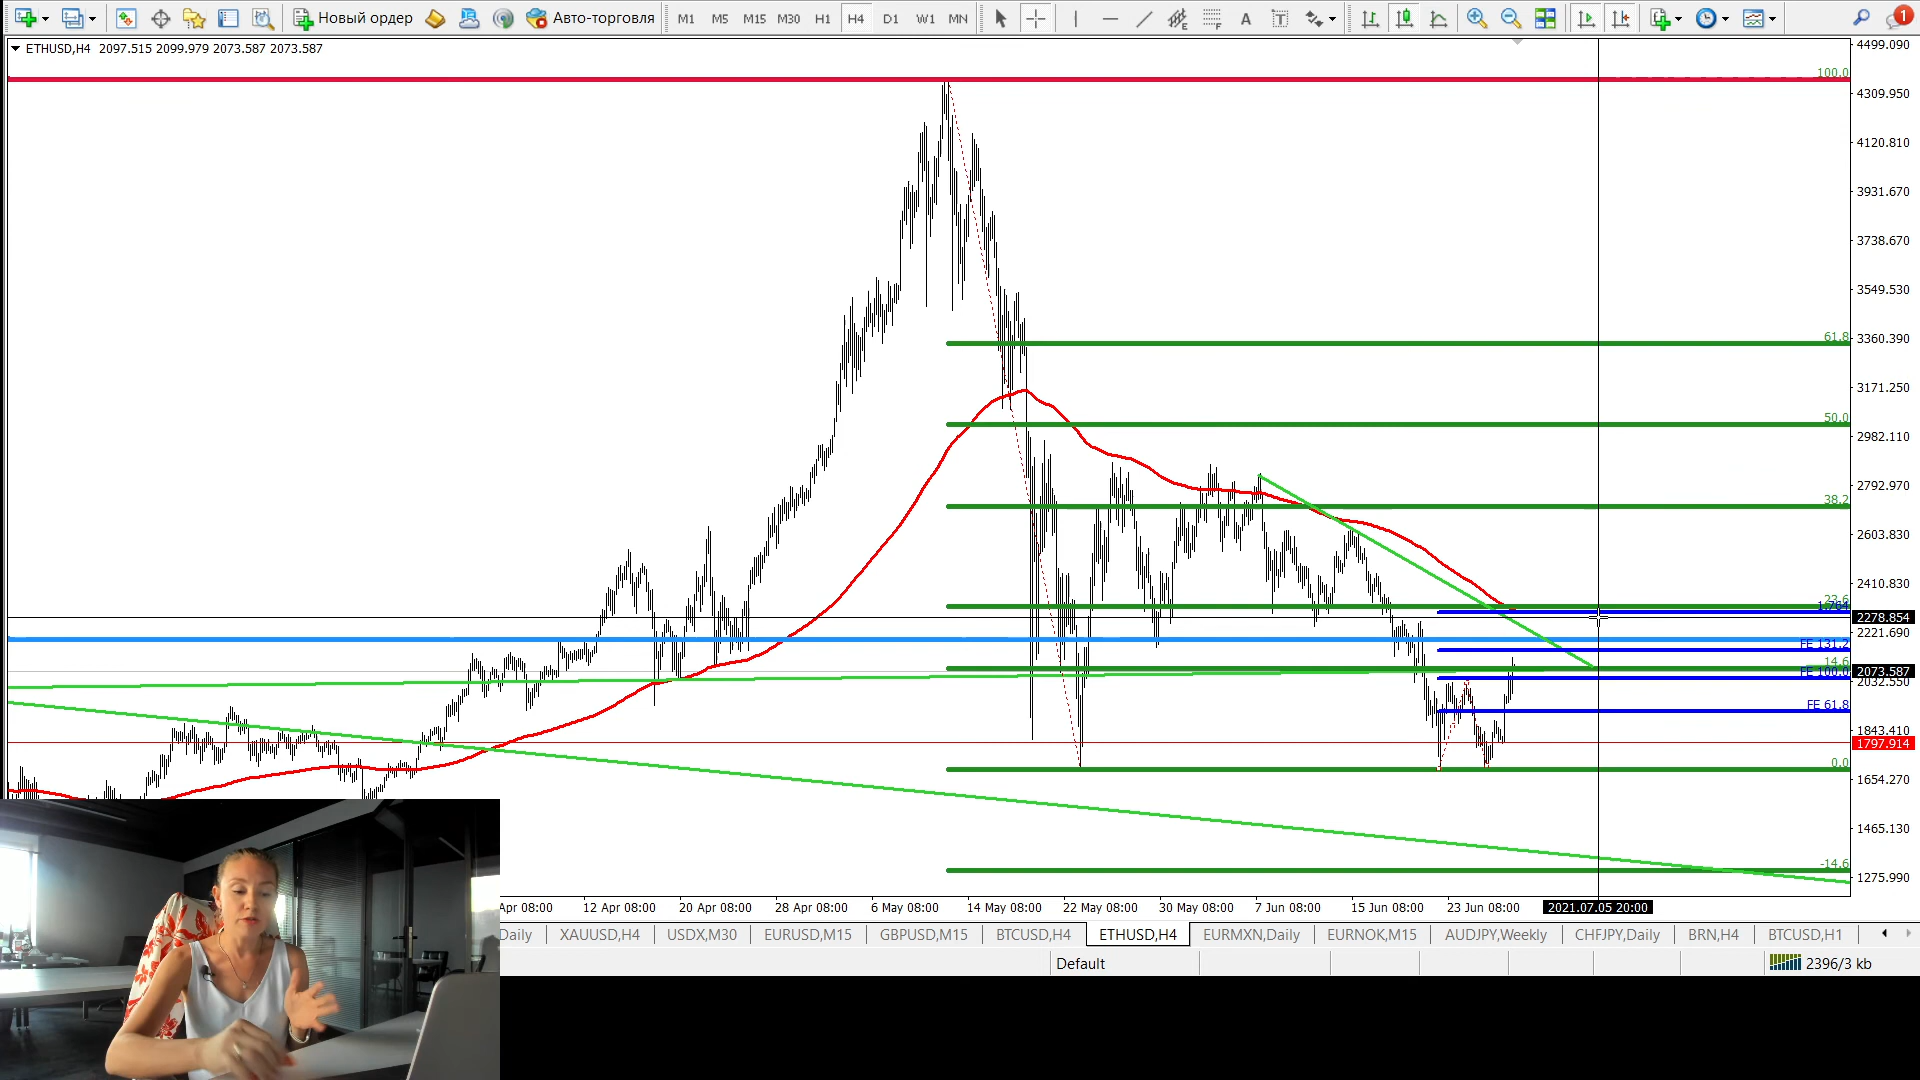 Новый ордер
Авто-торговля
M1 M5 M15 M30 H1 H4 D1 W1 MN
A
T
1
ETHUSD,H4 2097.515 2099.979 2073.587 2073.587
4499.090
100.0
4309.950
4120.810
3931.670
3738.670
3549.530
61.8
3360.390
3171.250
50.0
2982.110
2792.970
38.2
2603.830
2410.830
2278.854
2221.690
FE 131.2
14.6
FE 100.0
2073.587
2032.550
FE 61.8
1843.410
1797.914
0.0
1654.270
1465.130
-14.6
1275.990
Apr 08:00 12 Apr 08:00 20 Apr 08:00 28 Apr 08:00 6 May 08:00 14 May 08:00 22 May 08:00 30 May 08:00 7 Jun 08:00 15 Jun 08:00 23 Jun 08:00 2021.07.05 20:00
Daily XAUUSD,H4 USDX,M30 EURUSD,M15 GBPUSD,M15 BTCUSD,H4 ETHUSD,H4 EURMXN,Daily EURNOK,M15 AUDJPY,Weekly CHFJPY,Daily BRN,H4 BTCUSD,H1
Default
2396/3 kb